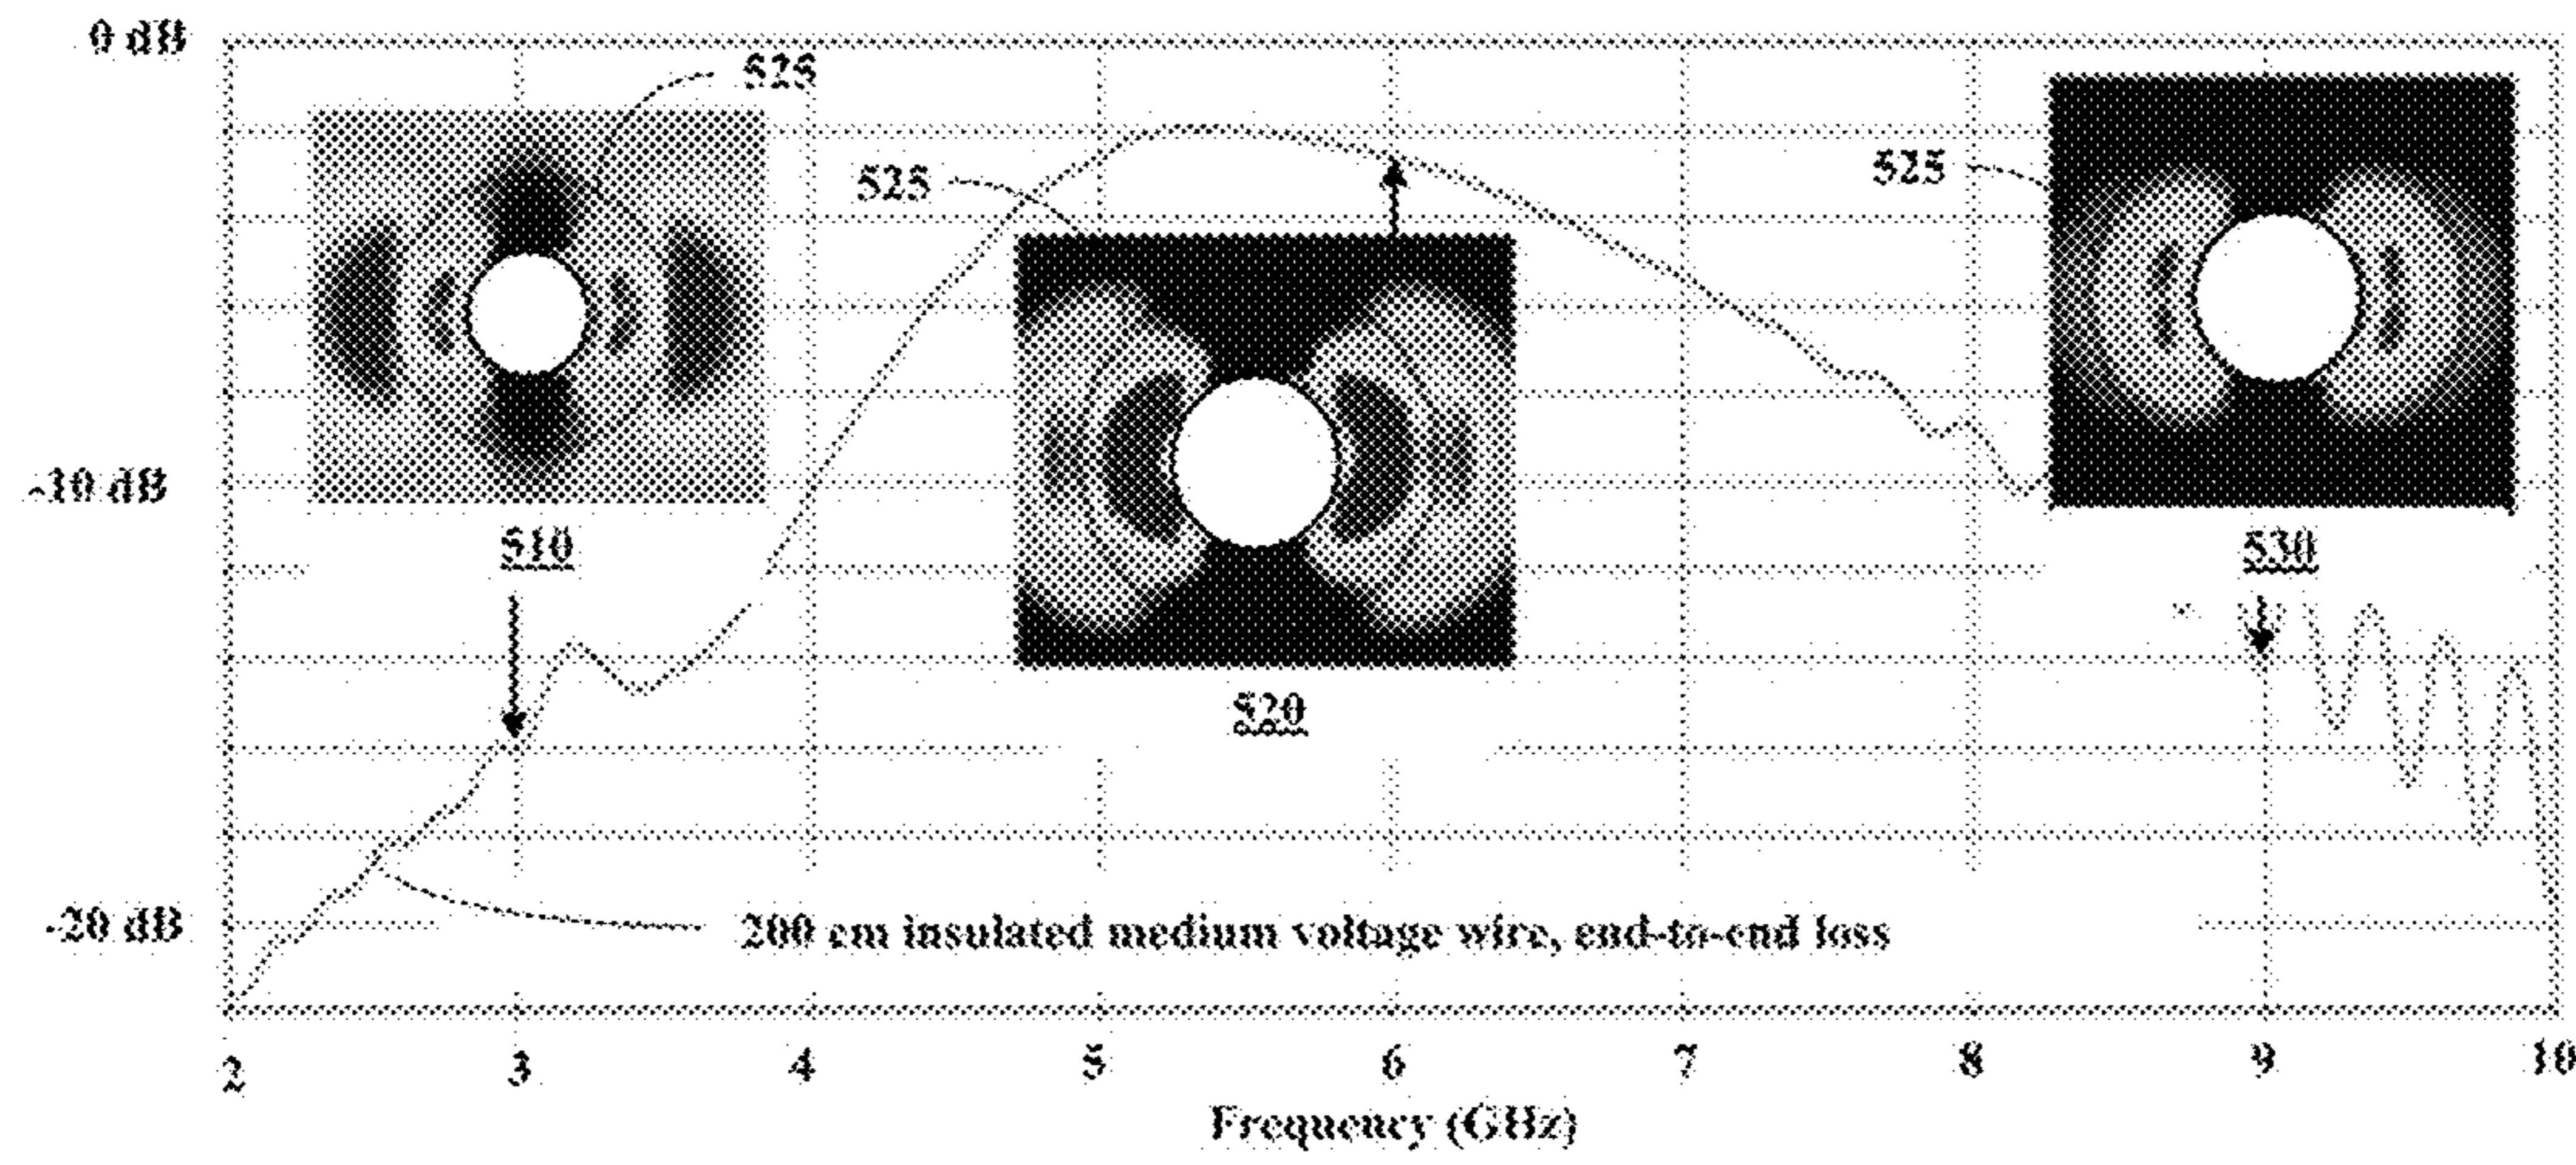 0 dB
525
525
525
-10 dB
510
530
520
-20 dB
200 cm insulated medium voltage wire, end-to-end loss
2 3 4 5 6 7 8 9 10
Frequency (GHz)